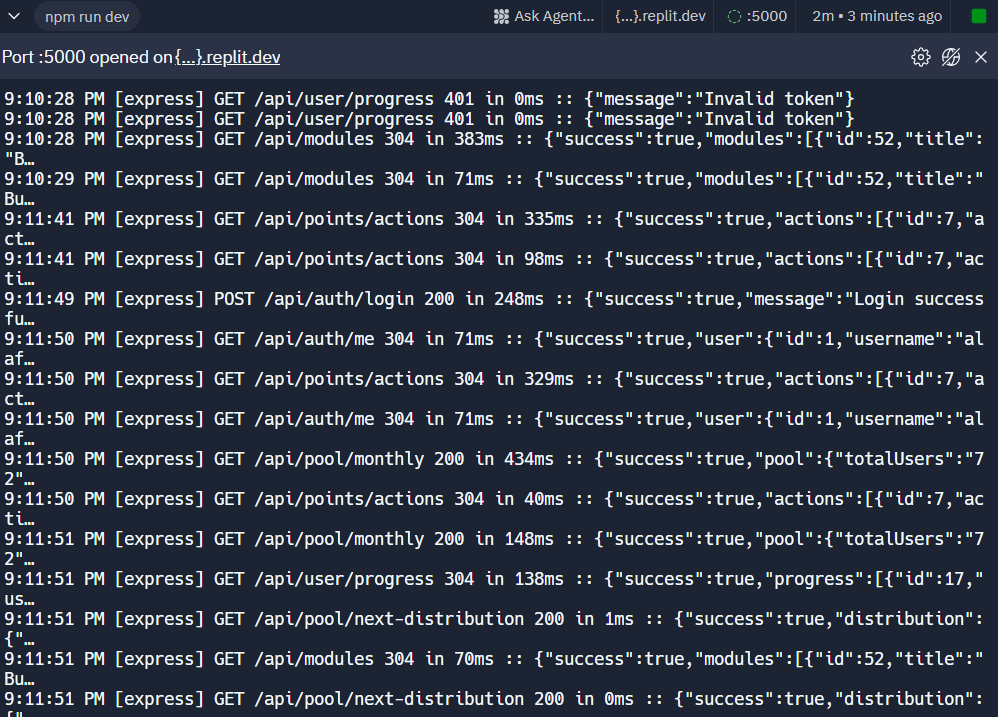 npm run dev Ask Agent... {...}.replit.dev :5000 2m • 3 minutes ago
Port :5000 opened on {...}.replit.dev
9:10:28 PM [express] GET /api/user/progress 401 in 0ms :: {"message":"Invalid token"}
9:10:28 PM [express] GET /api/user/progress 401 in 0ms :: {"message":"Invalid token"}
9:10:28 PM [express] GET /api/modules 304 in 383ms :: {"success":true,"modules":[{"id":52,"title":
"B…
9:10:29 PM [express] GET /api/modules 304 in 71ms :: {"success":true,"modules":[{"id":52,"title":"
Bu…
9:11:41 PM [express] GET /api/points/actions 304 in 335ms :: {"success":true,"actions":[{"id":7,"a
ct…
9:11:41 PM [express] GET /api/points/actions 304 in 98ms :: {"success":true,"actions":[{"id":7,"ac
ti…
9:11:49 PM [express] POST /api/auth/login 200 in 248ms :: {"success":true,"message":"Login success
fu…
9:11:50 PM [express] GET /api/auth/me 304 in 71ms :: {"success":true,"user":{"id":1,"username":"al
af…
9:11:50 PM [express] GET /api/points/actions 304 in 329ms :: {"success":true,"actions":[{"id":7,"a
ct…
9:11:50 PM [express] GET /api/auth/me 304 in 71ms :: {"success":true,"user":{"id":1,"username":"al
af…
9:11:50 PM [express] GET /api/pool/monthly 200 in 434ms :: {"success":true,"pool":{"totalUsers":"7
2"…
9:11:50 PM [express] GET /api/points/actions 304 in 40ms :: {"success":true,"actions":[{"id":7,"ac
ti…
9:11:51 PM [express] GET /api/pool/monthly 200 in 148ms :: {"success":true,"pool":{"totalUsers":"7
2"…
9:11:51 PM [express] GET /api/user/progress 304 in 138ms :: {"success":true,"progress":[{"id":17,"
us…
9:11:51 PM [express] GET /api/pool/next-distribution 200 in 1ms :: {"success":true,"distribution":
{"…
9:11:51 PM [express] GET /api/modules 304 in 70ms :: {"success":true,"modules":[{"id":52,"title":"
Bu…
9:11:51 PM [express] GET /api/pool/next-distribution 200 in 0ms :: {"success":true,"distribution":